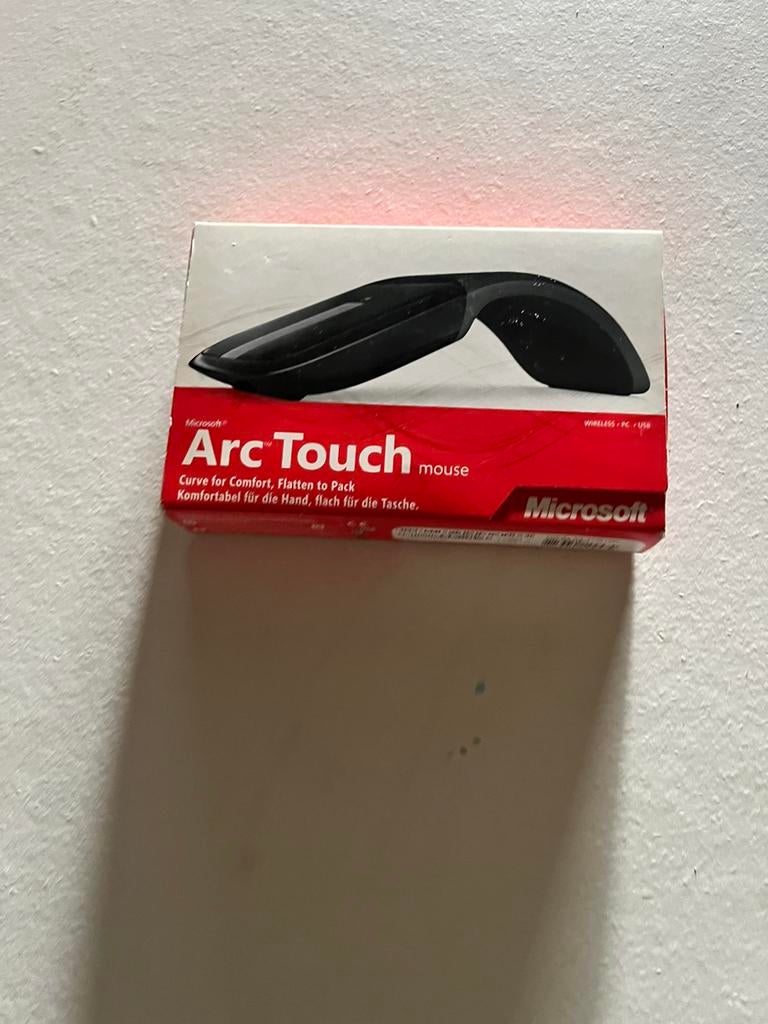 Microsoft®
Arc™ Touch mouse
WIRELESS • PC • USB
Curve for Comfort, Flatten to Pack
Komfortabel für die Hand, flach für die Tasche.
Microsoft®